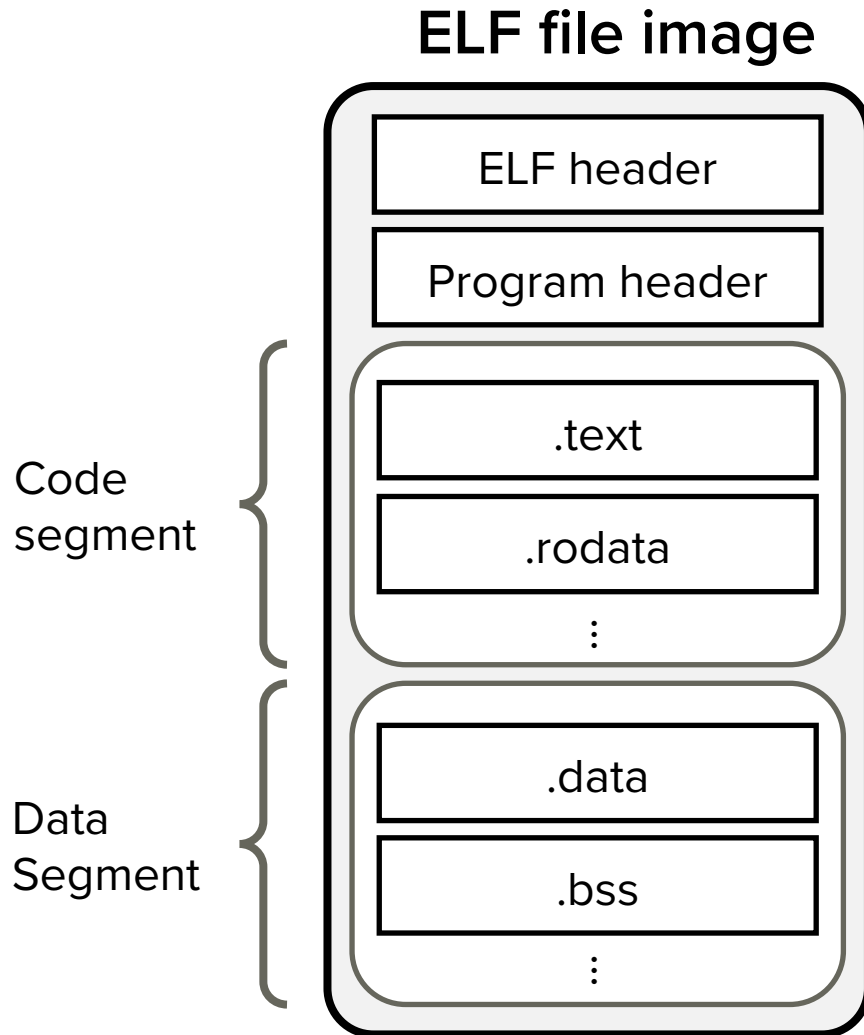 ELF file image
ELF header
Program header
Code
segment
.text
.rodata
⋮
Data
Segment
.data
.bss
⋮